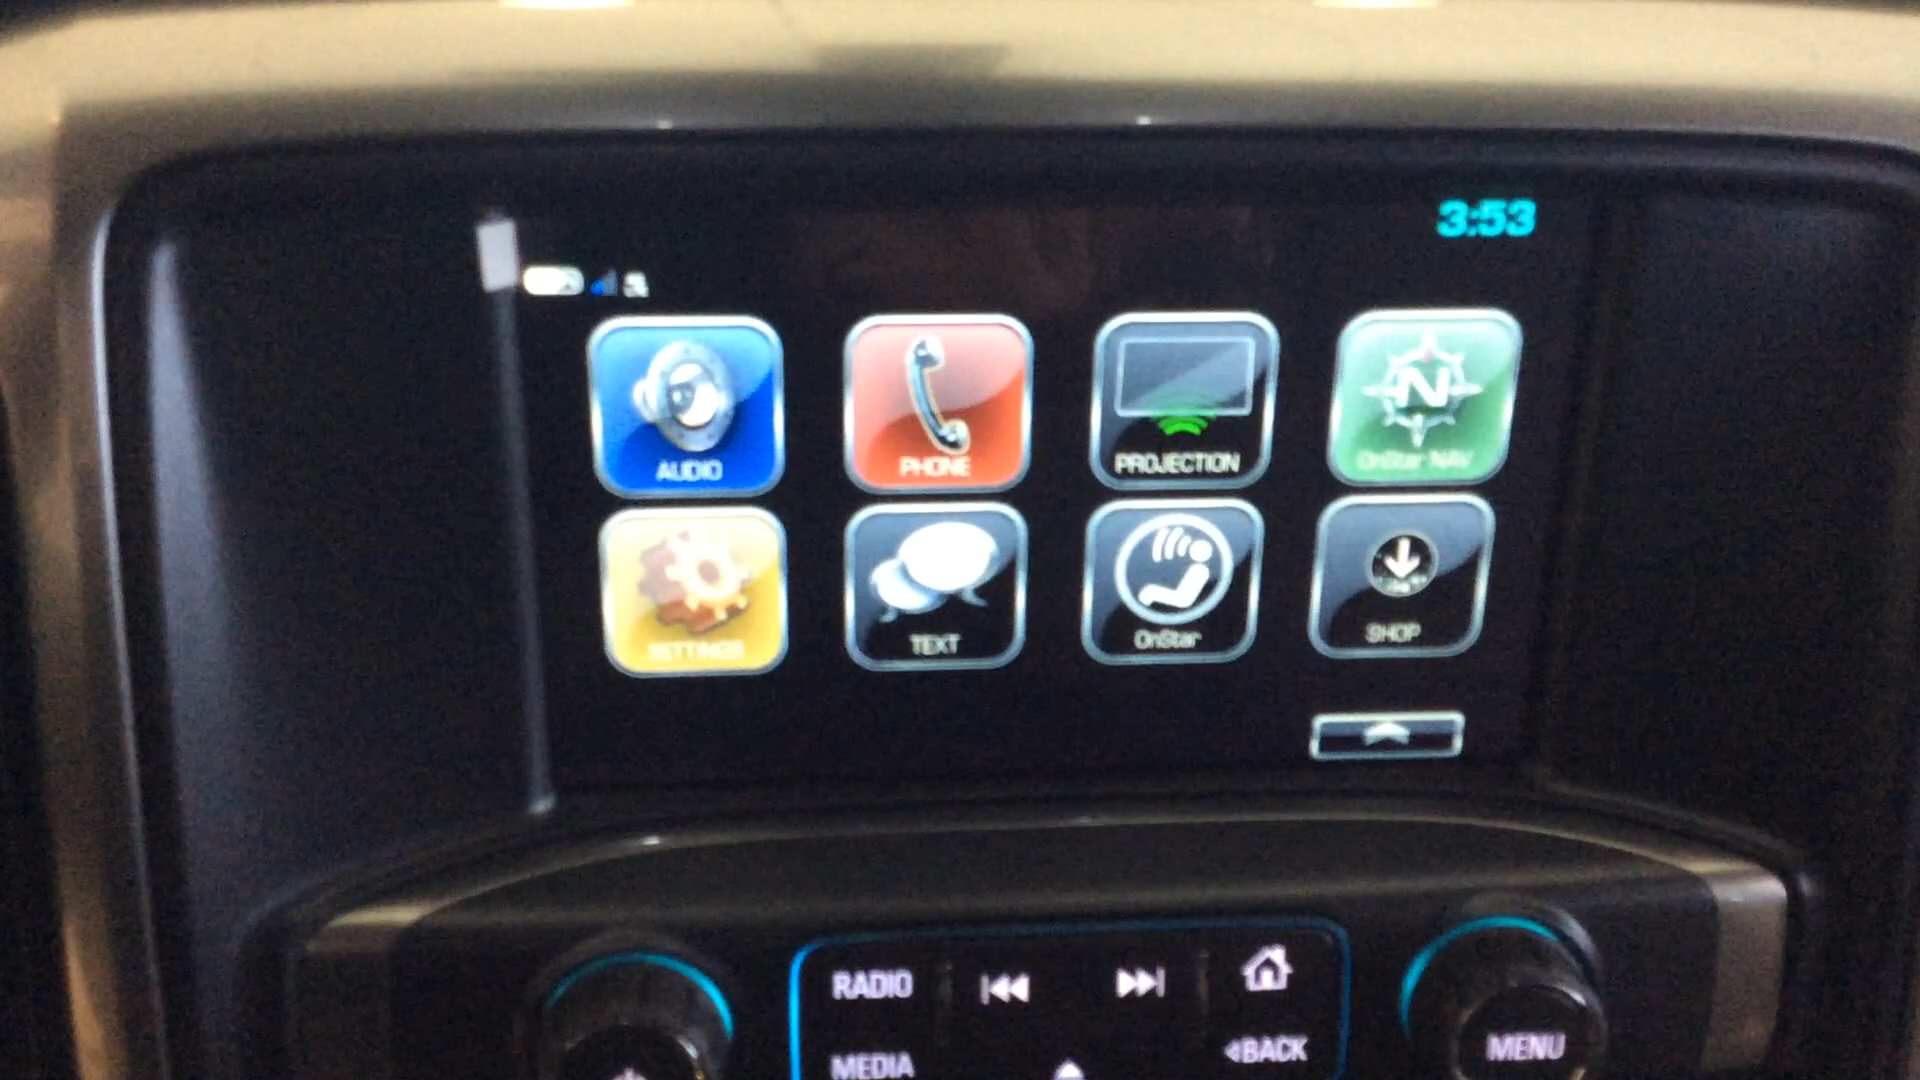 3:53
AUDIO
PHONE
PROJECTION
OnStar NAV
N
SETTINGS
TEXT
OnStar
SHOP
RADIO
MEDIA
BACK
MENU